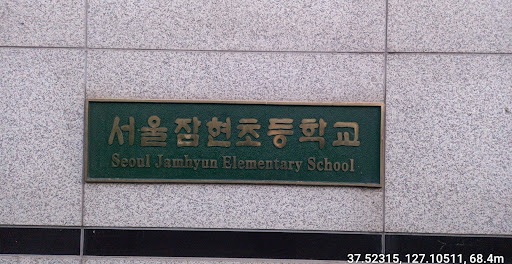 서울잠현초등학교
Seoul Jamhyun Elementary School
37.52315, 127.10511, 68.4m